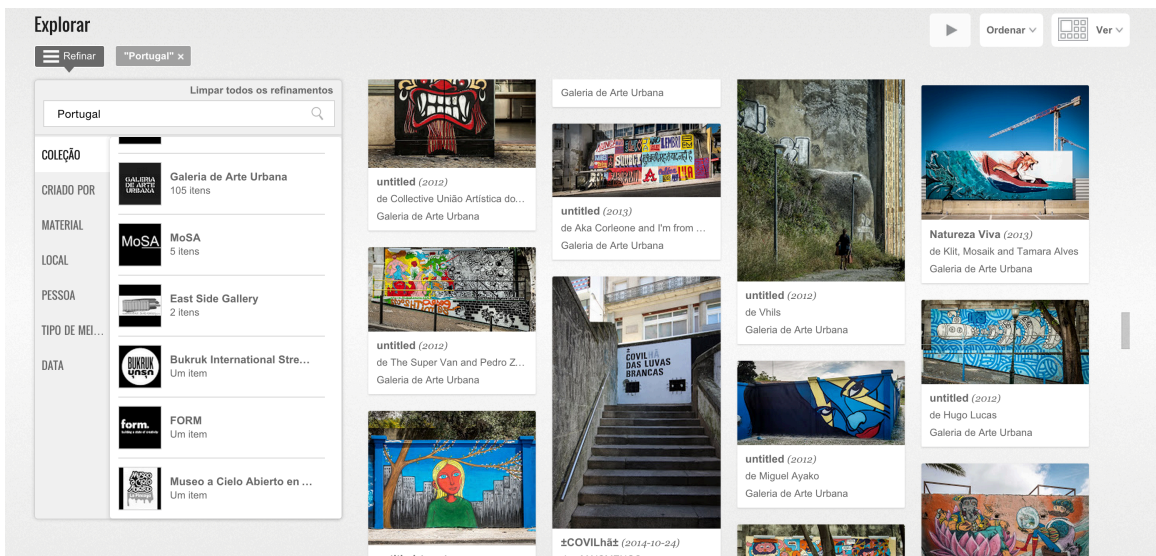 Explorar
Ordenar
Ver
Refinar
"Portugal" ×
Limpar todos os refinamentos
Portugal
COLEÇÃO
CRIADO POR
MATERIAL
LOCAL
PESSOA
TIPO DE MEI...
DATA
GALERIA
DE ARTE
URBANA
Galeria de Arte Urbana
105 itens
MoSA
MoSA
5 itens
East Side Gallery
2 itens
BUKRUK
Bukruk International Stre...
Um item
form.
FORM
Um item
Museo a Cielo Abierto en ...
Um item
untitled (2012)
de Collective União Artística do...
Galeria de Arte Urbana
untitled (2012)
de The Super Van and Pedro Z...
Galeria de Arte Urbana
Galeria de Arte Urbana
untitled (2013)
de Aka Corleone and I'm from ...
Galeria de Arte Urbana
COVILHÃ
DAS LUVAS
BRANCAS
±COVILhã± (2014-10-24)
untitled (2012)
de Vhils
Galeria de Arte Urbana
untitled (2012)
de Miguel Ayako
Galeria de Arte Urbana
Natureza Viva (2013)
de Klit, Mosaik and Tamara Alves
Galeria de Arte Urbana
untitled (2012)
de Hugo Lucas
Galeria de Arte Urbana